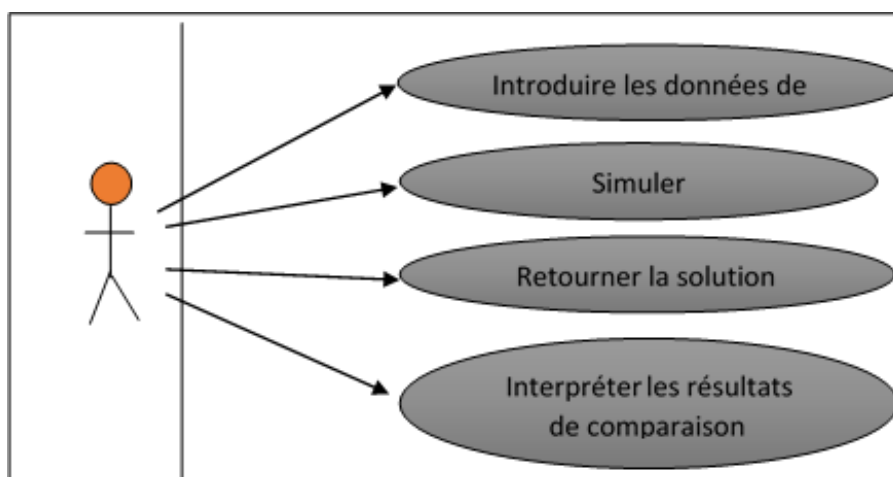 Introduire les données de
Simuler
Retourner la solution
Interpréter les résultats
de comparaison